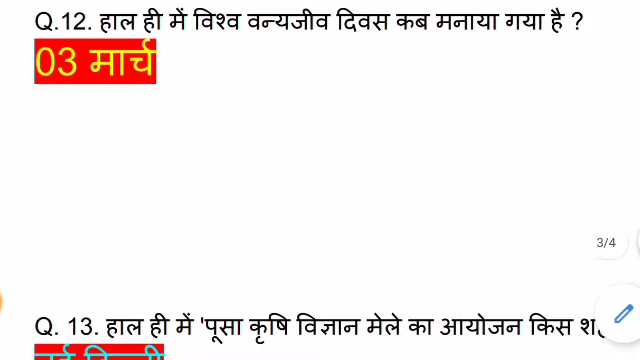 Q.12. हाल ही में विश्व वन्यजीव दिवस कब मनाया गया है ?
03 मार्च
3/4
Q. 13. हाल ही में 'पूसा कृषि विज्ञान मेले का आयोजन किस